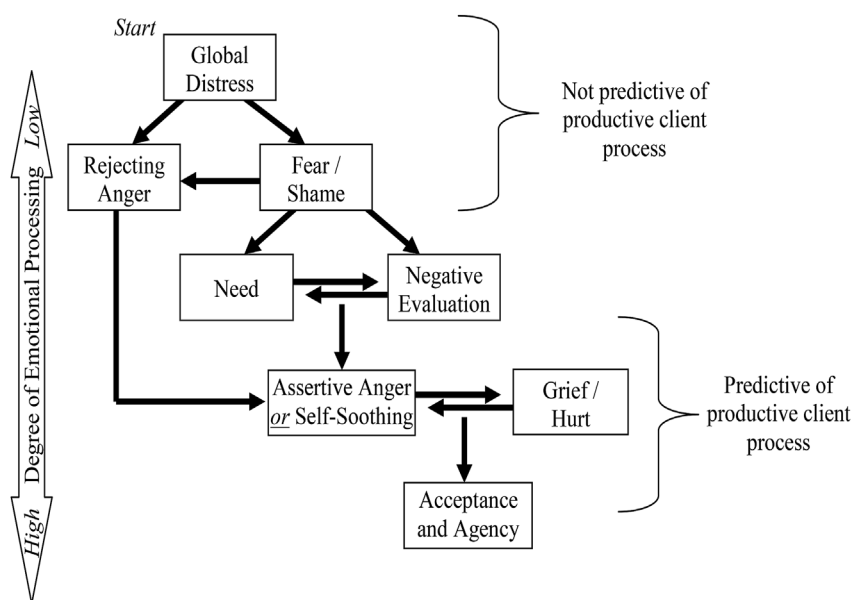 Start
Global
Distress
Not predictive of
productive client
process
Rejecting
Anger
Fear /
Shame
Need
Negative
Evaluation
Assertive Anger
or Self-Soothing
Grief /
Hurt
Predictive of
productive client
process
Acceptance
and Agency
High Degree of Emotional Processing Low